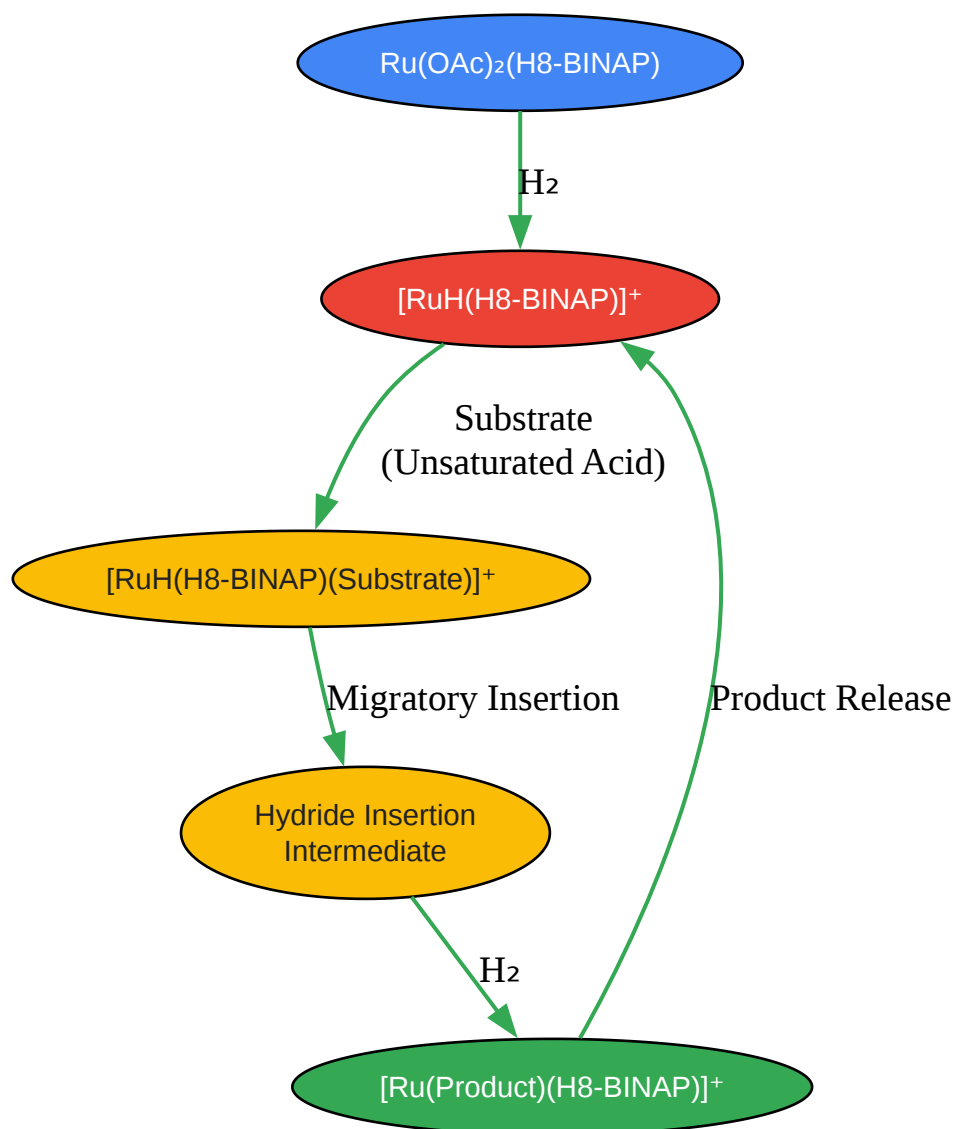 Ru(OAc)₂(H8-BINAP)
H₂
[RuH(H8-BINAP)]⁺
Substrate
(Unsaturated Acid)
[RuH(H8-BINAP)(Substrate)]⁺
Migratory Insertion
Product Release
Hydride Insertion
Intermediate
H₂
[Ru(Product)(H8-BINAP)]⁺